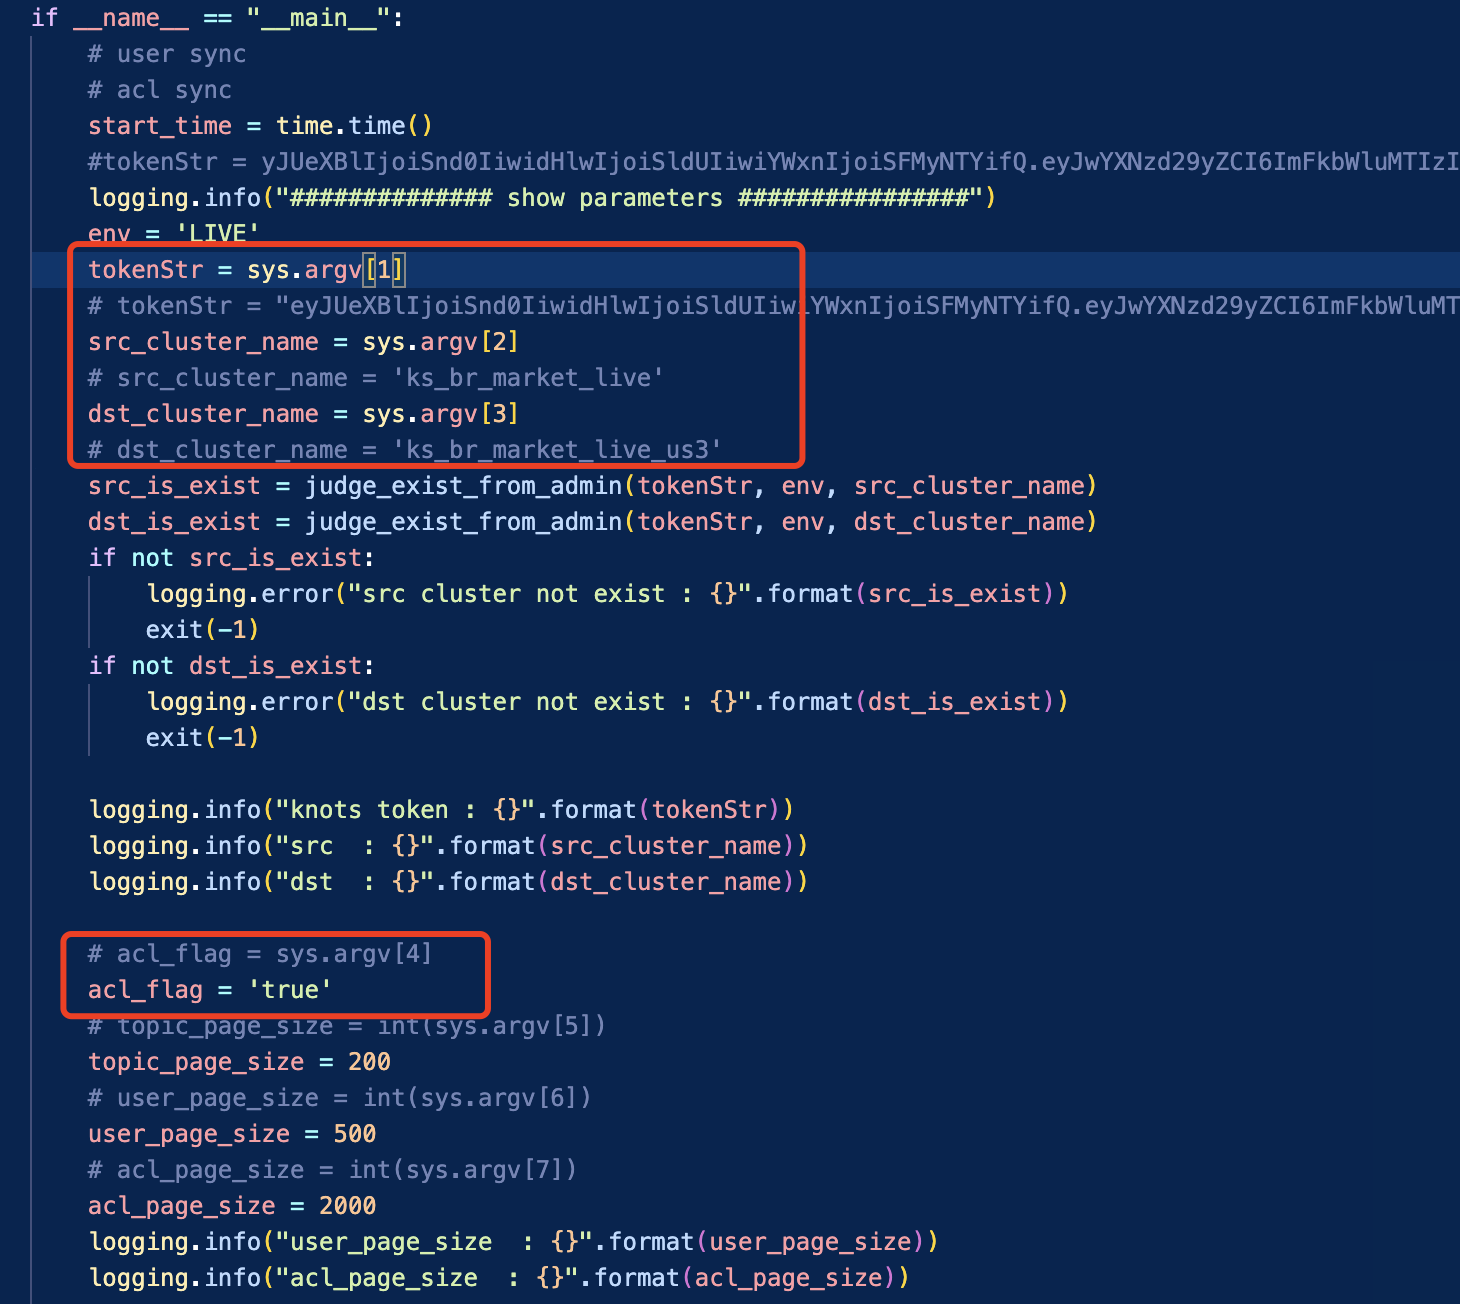 if __name__ == "__main__":
# user sync
# acl sync
start_time = time.time()
#tokenStr = yJUeXBlIjoiSnd0IiwidHlwIjoiSldUIiwiYWxnIjoiSFMyNTYifQ.eyJwYXNzd29yZCI6ImFkbWluMTIzI
logging.info("############## show parameters ################")
env = 'LIVE'
tokenStr = sys.argv[1]
# tokenStr = "eyJUeXBlIjoiSnd0IiwidHlwIjoiSldUIiwiYWxnIjoiSFMyNTYifQ.eyJwYXNzd29yZCI6ImFkbWluMT
src_cluster_name = sys.argv[2]
# src_cluster_name = 'ks_br_market_live'
dst_cluster_name = sys.argv[3]
# dst_cluster_name = 'ks_br_market_live_us3'
src_is_exist = judge_exist_from_admin(tokenStr, env, src_cluster_name)
dst_is_exist = judge_exist_from_admin(tokenStr, env, dst_cluster_name)
if not src_is_exist:
logging.error("src cluster not exist : {}".format(src_is_exist))
exit(-1)
if not dst_is_exist:
logging.error("dst cluster not exist : {}".format(dst_is_exist))
exit(-1)
logging.info("knots token : {}".format(tokenStr))
logging.info("src  : {}".format(src_cluster_name))
logging.info("dst  : {}".format(dst_cluster_name))
# acl_flag = sys.argv[4]
acl_flag = 'true'
# topic_page_size = int(sys.argv[5])
topic_page_size = 200
# user_page_size = int(sys.argv[6])
user_page_size = 500
# acl_page_size = int(sys.argv[7])
acl_page_size = 2000
logging.info("user_page_size  : {}".format(user_page_size))
logging.info("acl_page_size  : {}".format(acl_page_size))